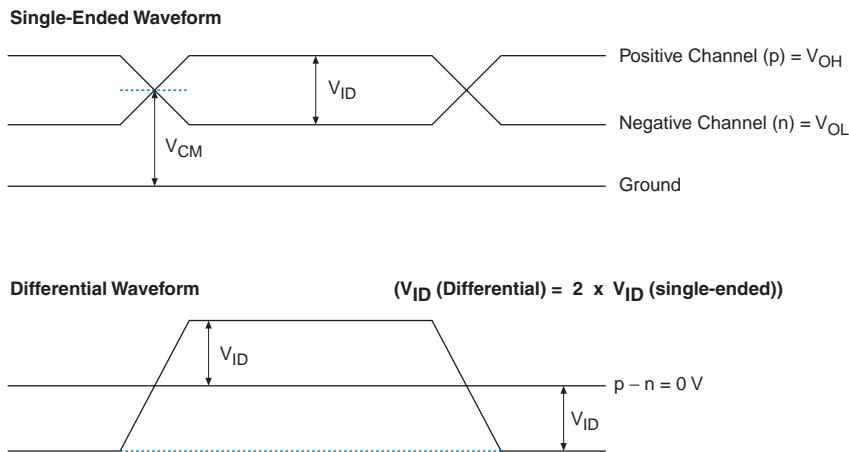 Single-Ended Waveform
Positive Channel (p) = VOH
VID
Negative Channel (n) = VOL
VCM
Ground
Differential Waveform (VID (Differential) = 2 x VID (single-ended))
VID
p – n = 0 V
VID